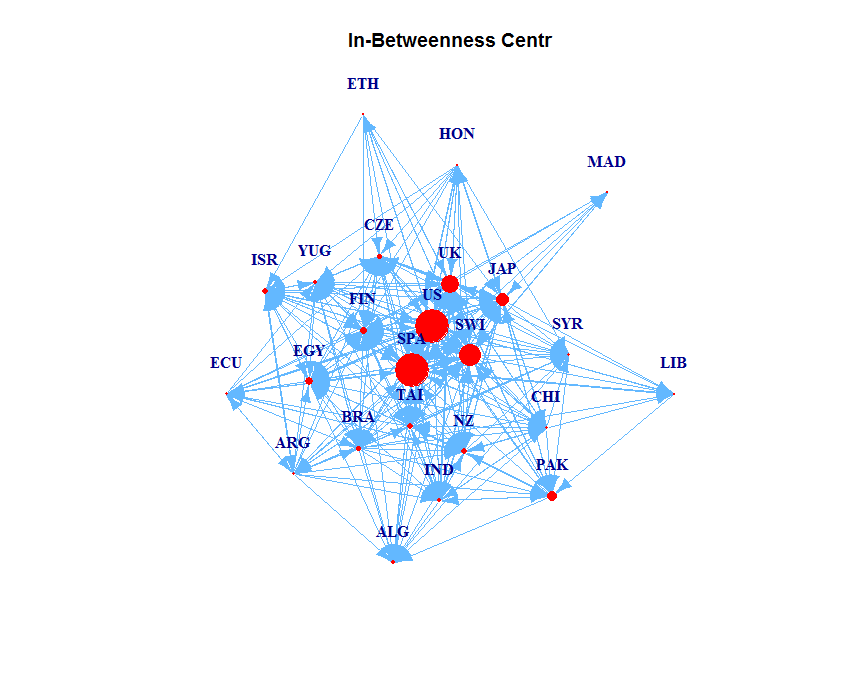 In-Betweenness Centr
ETH
HON
MAD
CZE
UK
YUG
ISR
JAP
US
FIN
SWI
SYR
SPA
EGY
ECU
LIB
TAI
CHI
BRA
NZ
ARG
IND
PAK
ALG